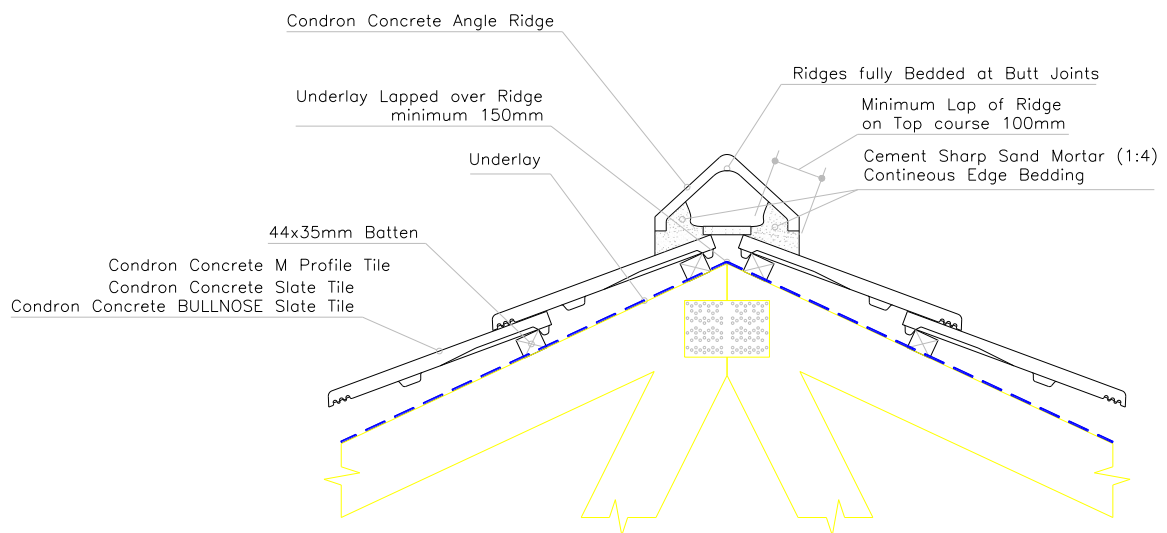 Condron Concrete Angle Ridge
Ridges fully Bedded at Butt Joints
Underlay Lapped over Ridge
minimum 150mm
Minimum Lap of Ridge
on Top course 100mm
Underlay
Cement Sharp Sand Mortar (1:4)
Contineous Edge Bedding
44x35mm Batten
Condron Concrete M Profile Tile
Condron Concrete Slate Tile
Condron Concrete BULLNOSE Slate Tile